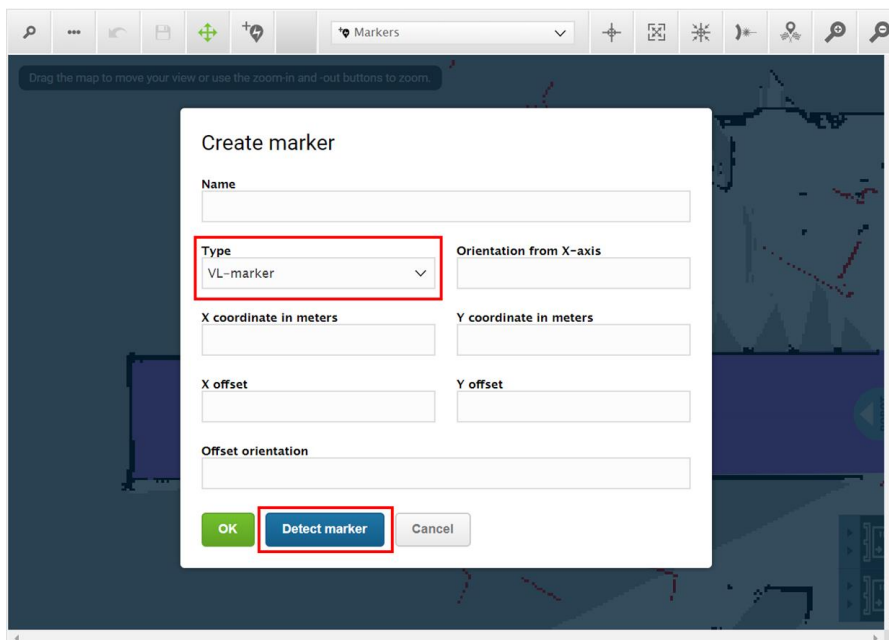 Markers
Drag the map to move your view or use the zoom-in and -out buttons to zoom.
Create marker
Name
Type
Orientation from X-axis
VL-marker
X coordinate in meters
Y coordinate in meters
X offset
Y offset
Offset orientation
OK
Detect marker
Cancel